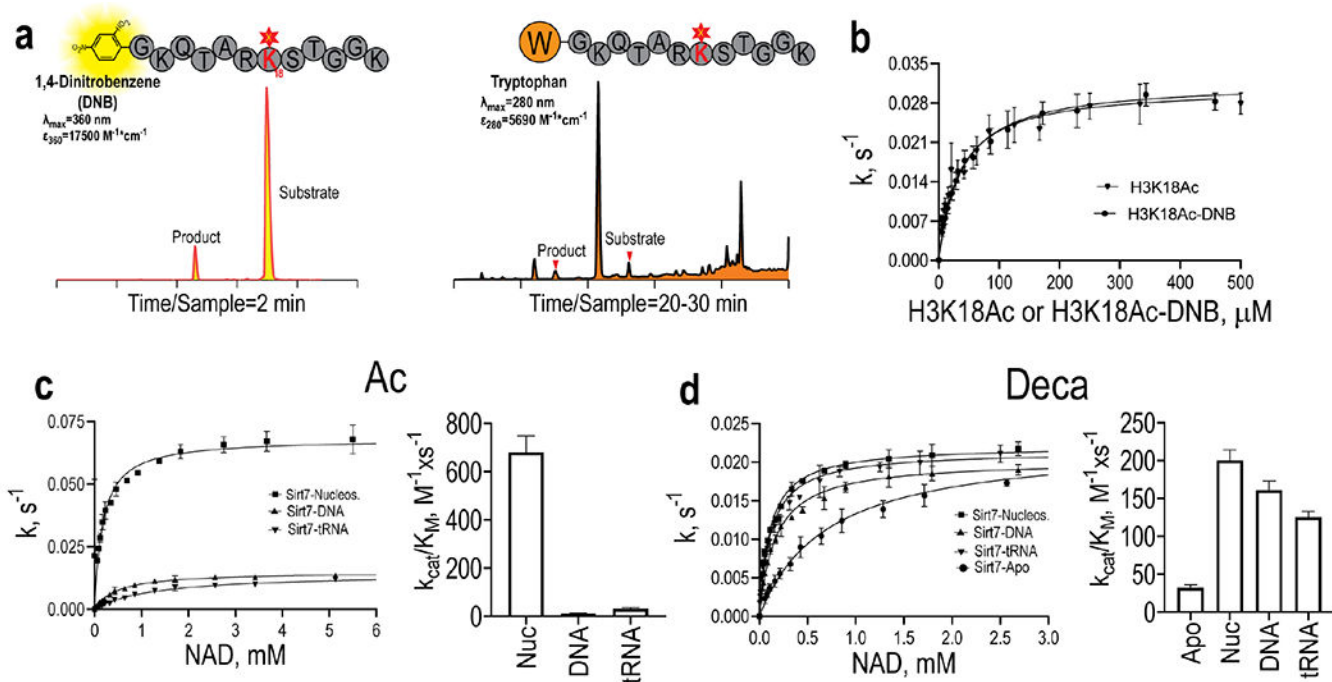 a
O₂N
NO₂
G K Q T A R K S T G G K
18
1,4-Dinitrobenzene
(DNB)
λmax=360 nm
ε360=17500 M⁻¹*cm⁻¹
Product
Substrate
Time/Sample=2 min
W G K Q T A R K S T G G K
Tryptophan
λmax=280 nm
ε280=5690 M⁻¹*cm⁻¹
Product
Substrate
Time/Sample=20-30 min
b
k, s⁻¹
0.035
0.028
0.021
0.014
0.007
0.000
H3K18Ac
H3K18Ac-DNB
0 100 200 300 400 500
H3K18Ac or H3K18Ac-DNB, μM
c
Ac
k, s⁻¹
0.075
0.050
0.025
0.000
Sirt7-Nucleos.
Sirt7-DNA
Sirt7-tRNA
0 1 2 3 4 5 6
NAD, mM
kcat/KM, M⁻¹xs⁻¹
800
600
400
200
0
Nuc
DNA
tRNA
d
Deca
k, s⁻¹
0.025
0.020
0.015
0.010
0.005
0.000
Sirt7-Nucleos.
Sirt7-DNA
Sirt7-tRNA
Sirt7-Apo
0.0 0.5 1.0 1.5 2.0 2.5 3.0
NAD, mM
kcat/KM, M⁻¹xs⁻¹
250
200
150
100
50
0
Apo
Nuc
DNA
tRNA